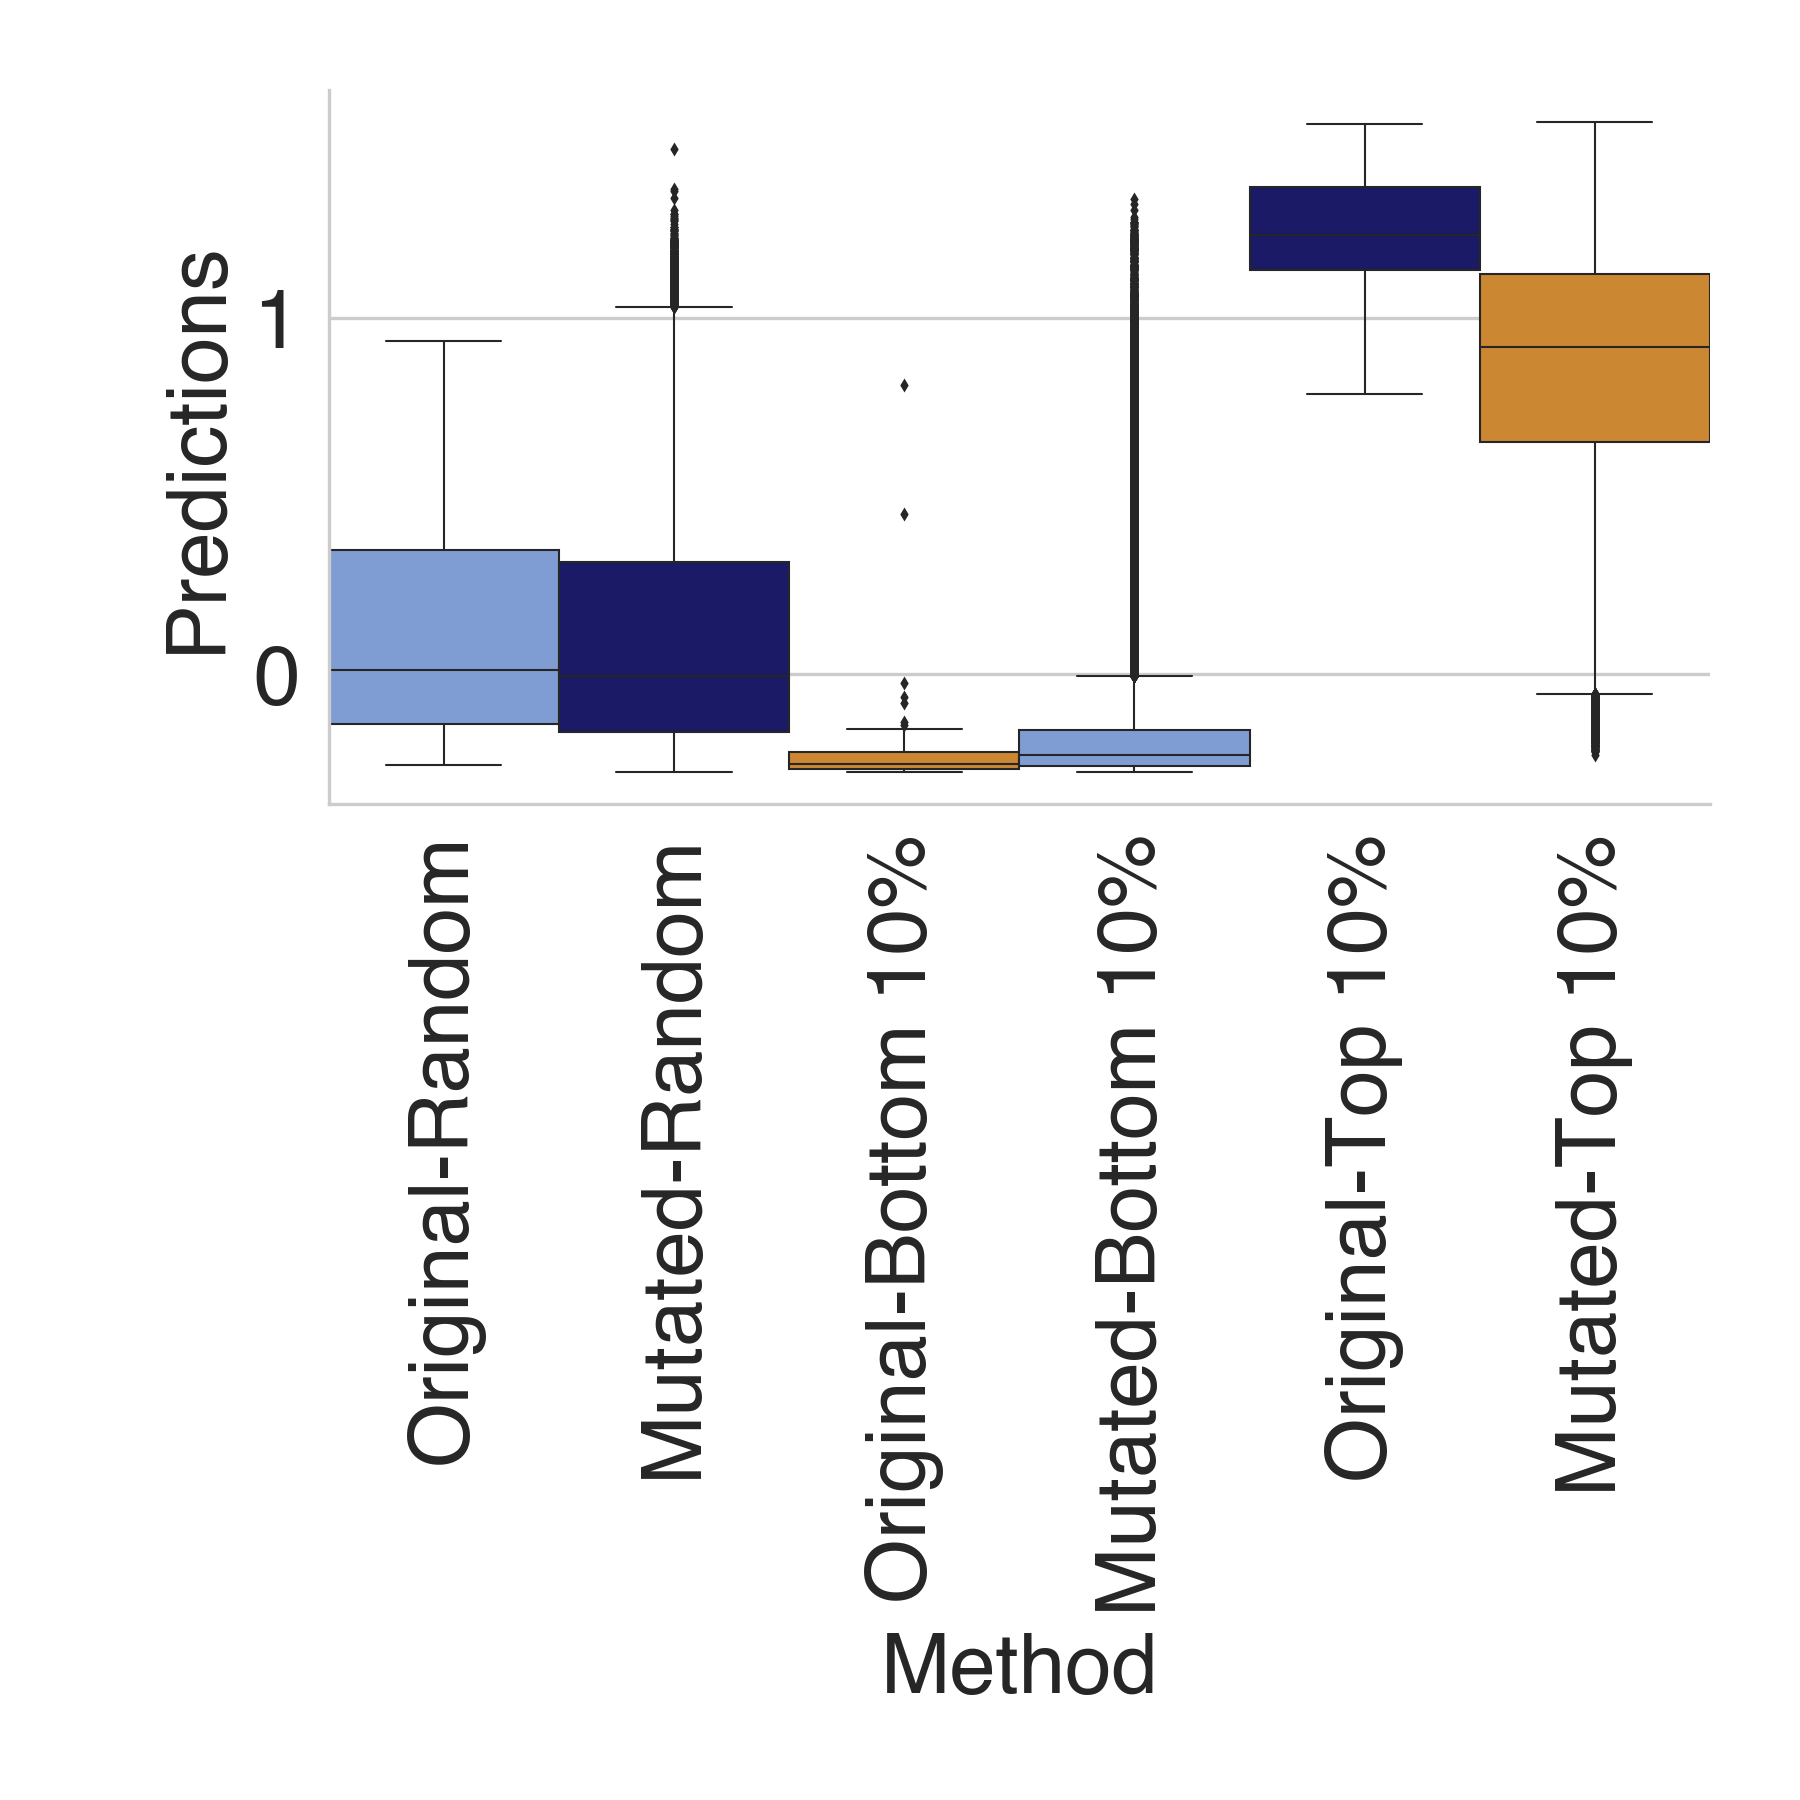 Predictions
1
0
Original-Random
Mutated-Random
Original-Bottom 10%
Mutated-Bottom 10%
Original-Top 10%
Mutated-Top 10%
Method